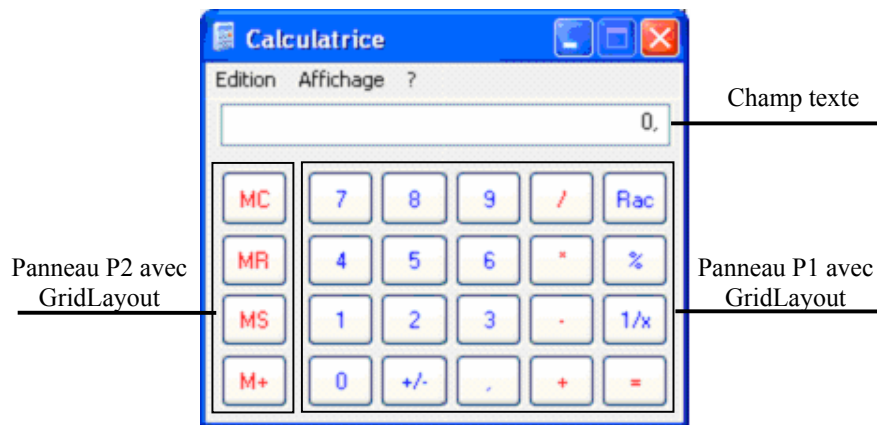 Calculatrice
Edition Affichage ?
0,
Champ texte
MC 7 8 9 / Rac
MR 4 5 6 * %
Panneau P2 avec
GridLayout
Panneau P1 avec
GridLayout
MS 1 2 3 - 1/x
M+ 0 +/- , + =